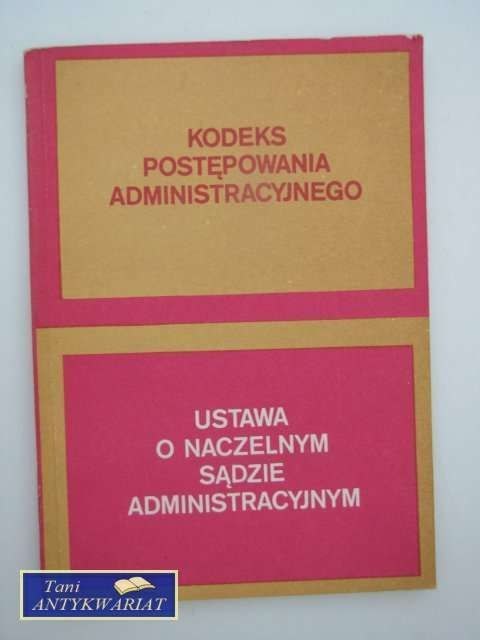 KODEKS
POSTĘPOWANIA
ADMINISTRACYJNEGO
USTAWA
O NACZELNYM
SĄDZIE
ADMINISTRACYJNYM
Tani
ANTYKWARIAT